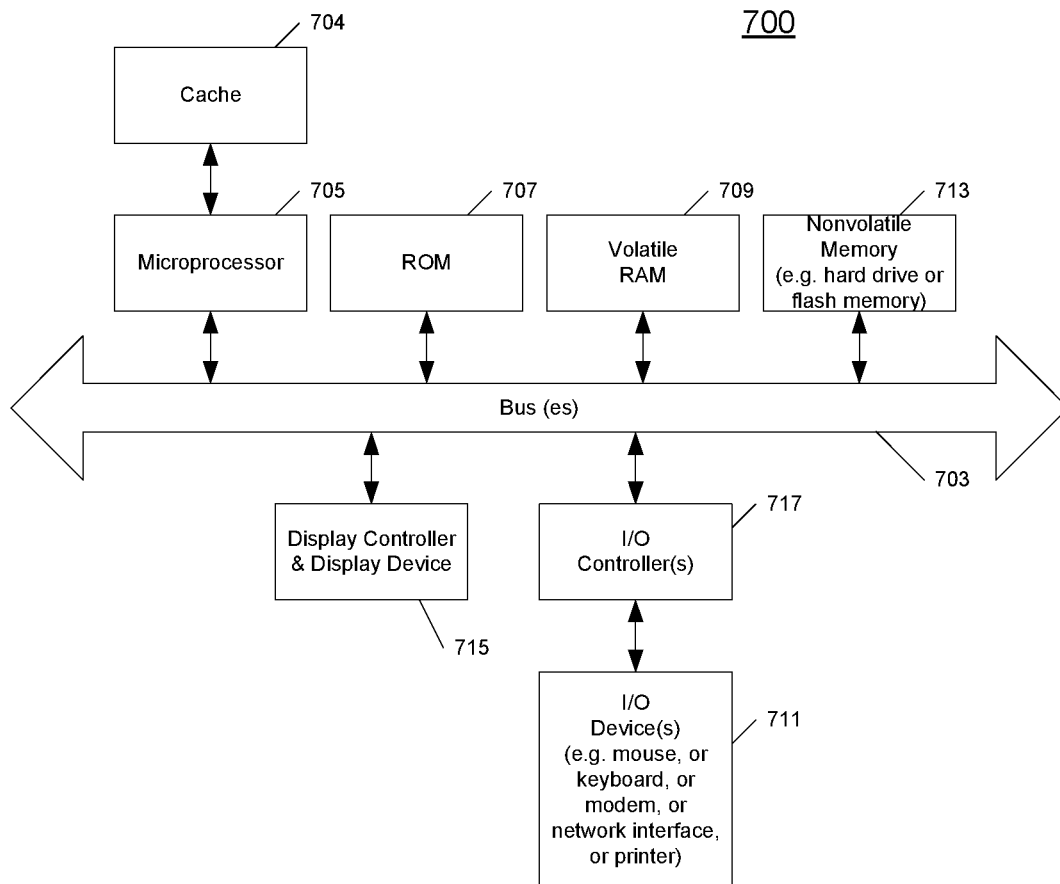 700
704
Cache
705
707
709
713
Microprocessor
ROM
Volatile
RAM
Nonvolatile
Memory
(e.g. hard drive or
flash memory)
Bus (es)
703
Display Controller
& Display Device
715
717
I/O
Controller(s)
711
I/O
Device(s)
(e.g. mouse, or
keyboard, or
modem, or
network interface,
or printer)